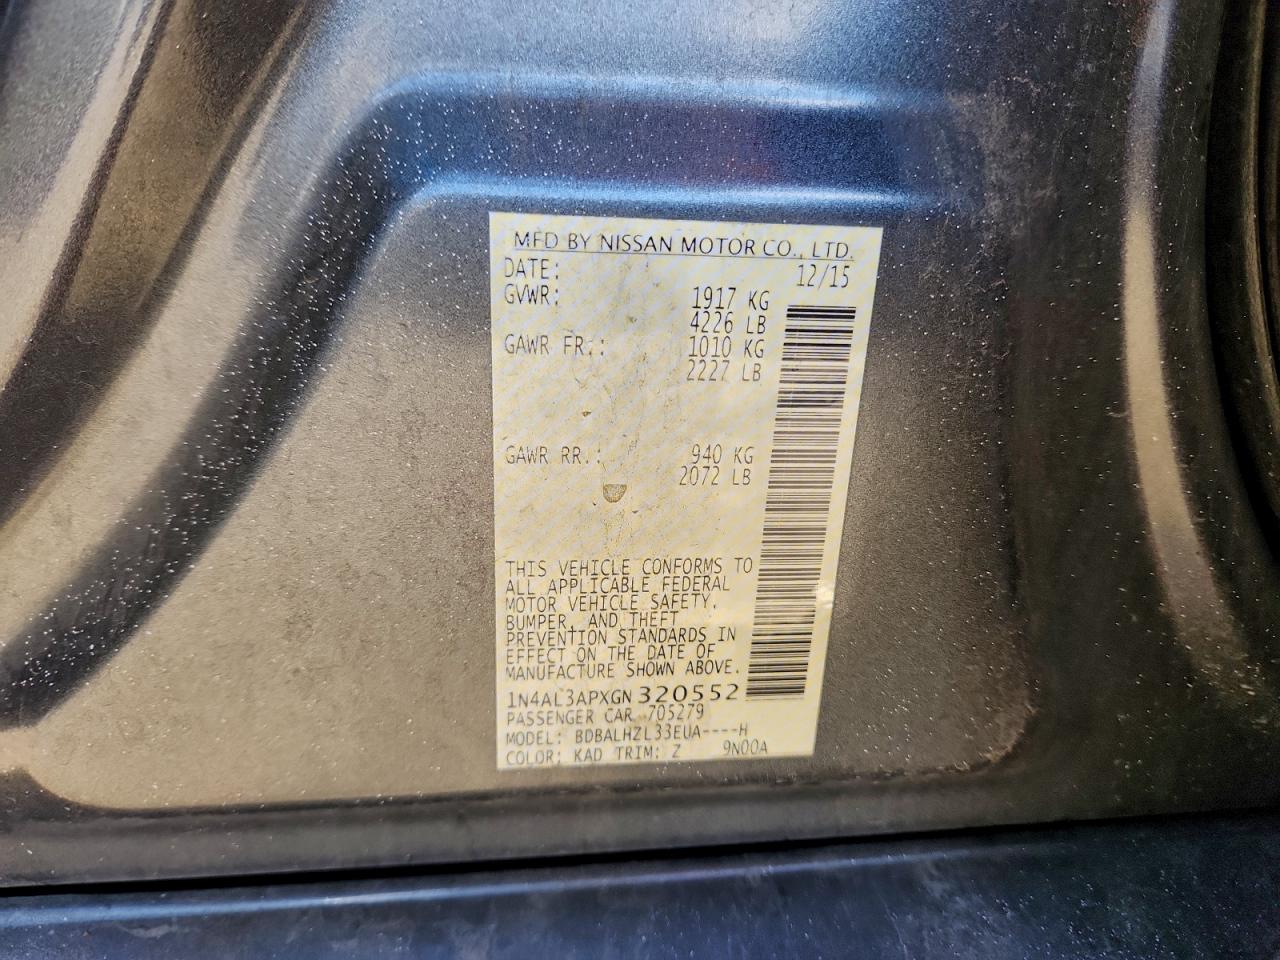 MFD BY NISSAN MOTOR CO., LTD.
DATE: 12/15
GVWR: 1917 KG
4226 LB
GAWR FR.: 1010 KG
2227 LB
GAWR RR.: 940 KG
2072 LB
THIS VEHICLE CONFORMS TO
ALL APPLICABLE FEDERAL
MOTOR VEHICLE SAFETY,
BUMPER, AND THEFT
PREVENTION STANDARDS IN
EFFECT ON THE DATE OF
MANUFACTURE SHOWN ABOVE.
1N4AL3APXGN320552
PASSENGER CAR 705279
MODEL: BDBALHZL33EUA----H
COLOR: KAD TRIM: Z 9N00A